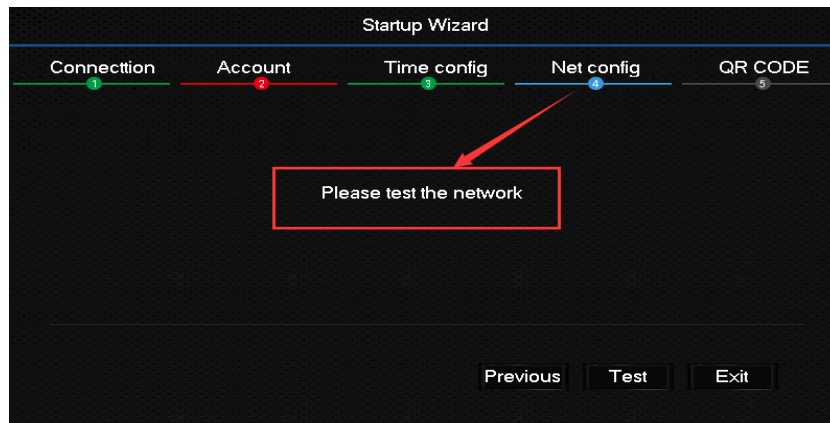 Startup Wizard
Connecttion Account Time config Net config QR CODE
1 2 3 4 5
Please test the network
Previous Test Exit